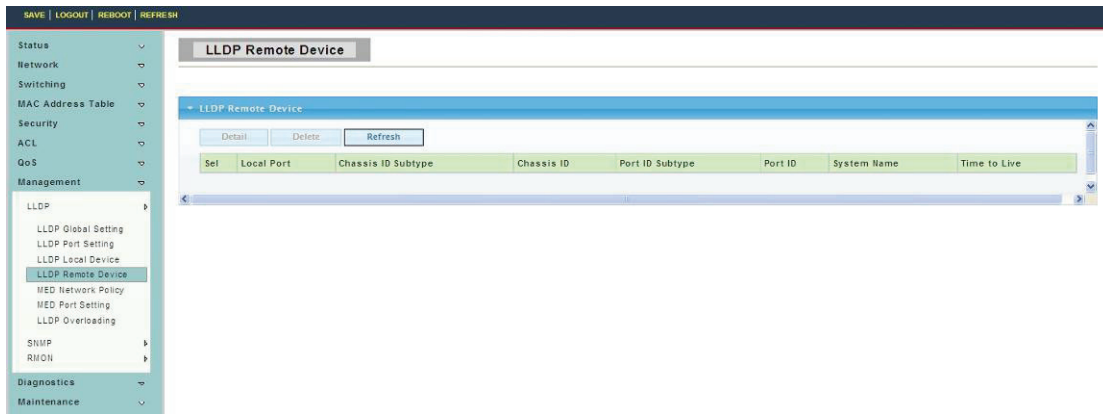 SAVE | LOGOUT | REBOOT | REFRESH
Status
Network
Switching
MAC Address Table
Security
ACL
QoS
Management
LLDP
LLDP Global Setting
LLDP Port Setting
LLDP Local Device
LLDP Remote Device
MED Network Policy
MED Port Setting
LLDP Overloading
SNMP
RMON
Diagnostics
Maintenance
LLDP Remote Device
LLDP Remote Device
Detail Delete Refresh
Sel Local Port Chassis ID Subtype Chassis ID Port ID Subtype Port ID System Name Time to Live